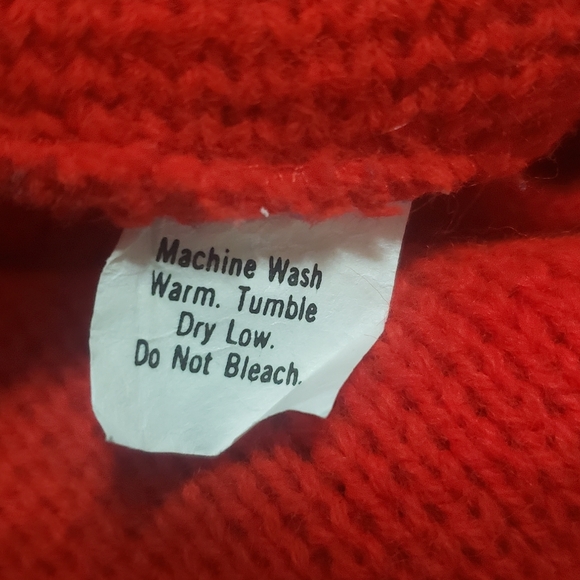 Machine Wash
Warm. Tumble
Dry Low.
Do Not Bleach.